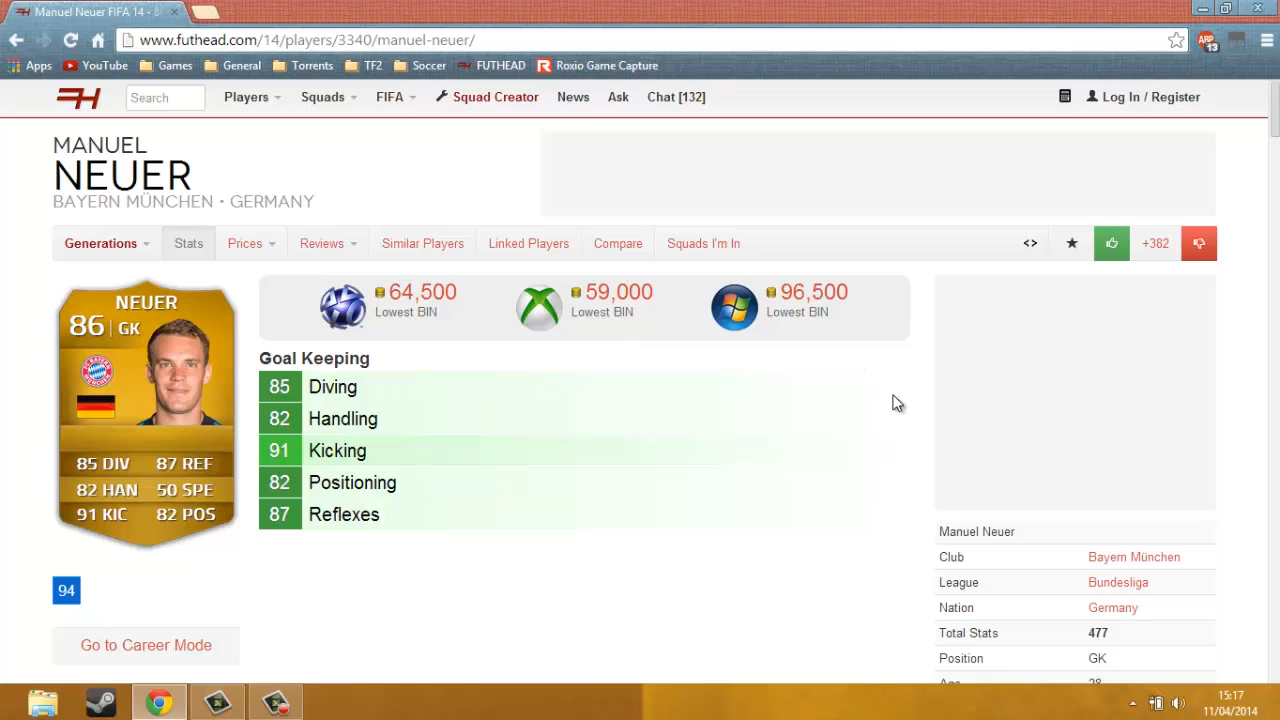 Manuel Neuer FIFA 14 -
www.futhead.com/14/players/3340/manuel-neuer/
ABP
13
Apps YouTube Games General Torrents TF2 Soccer FUTHEAD Roxio Game Capture
FH Search Players Squads FIFA Squad Creator News Ask Chat [132] Log In / Register
MANUEL
NEUER
BAYERN MÜNCHEN • GERMANY
Generations Stats Prices Reviews Similar Players Linked Players Compare Squads I'm In <> +382
NEUER
86 GK
85 DIV 87 REF
82 HAN 50 SPE
91 KIC 82 POS
94
Go to Career Mode
64,500
Lowest BIN
59,000
Lowest BIN
96,500
Lowest BIN
Goal Keeping
85 Diving
82 Handling
91 Kicking
82 Positioning
87 Reflexes
Manuel Neuer
Club Bayern München
League Bundesliga
Nation Germany
Total Stats 477
Position GK
Age 28
15:17
11/04/2014